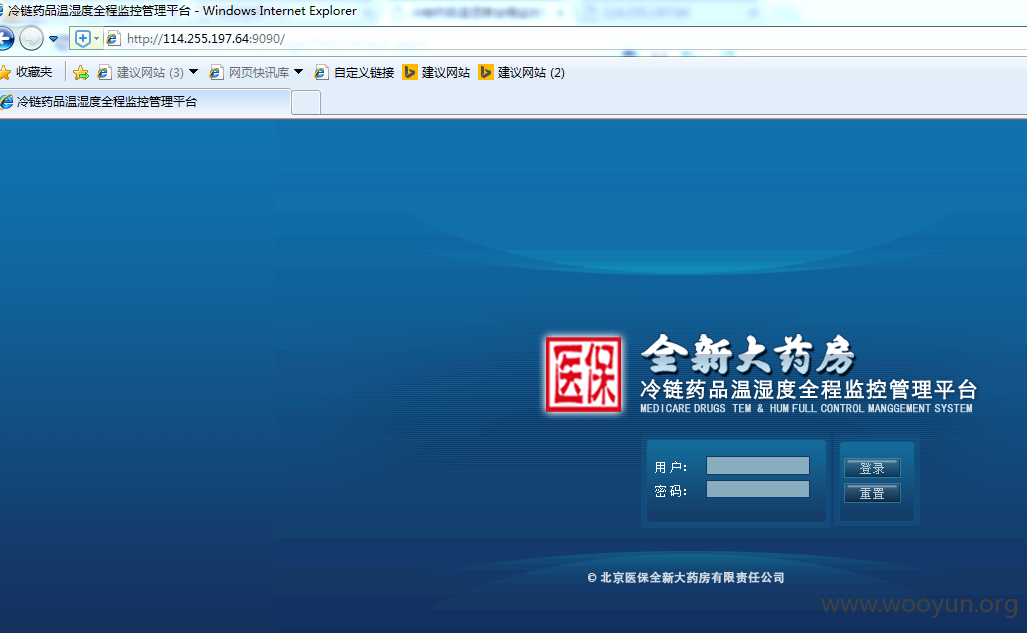 冷链药品温湿度全程监控管理平台 - Windows Internet Explorer
http://114.255.197.64:9090/
收藏夹 建议网站 (3) 网页快讯库 自定义链接 建议网站 建议网站 (2)
冷链药品温湿度全程监控管理平台
医保
全新大药房
冷链药品温湿度全程监控管理平台
MEDICARE DRUGS TEM & HUM FULL CONTROL MANGGEMENT SYSTEM
用户: 登录
密码: 重置
© 北京医保全新大药房有限责任公司
www.wooyun.org